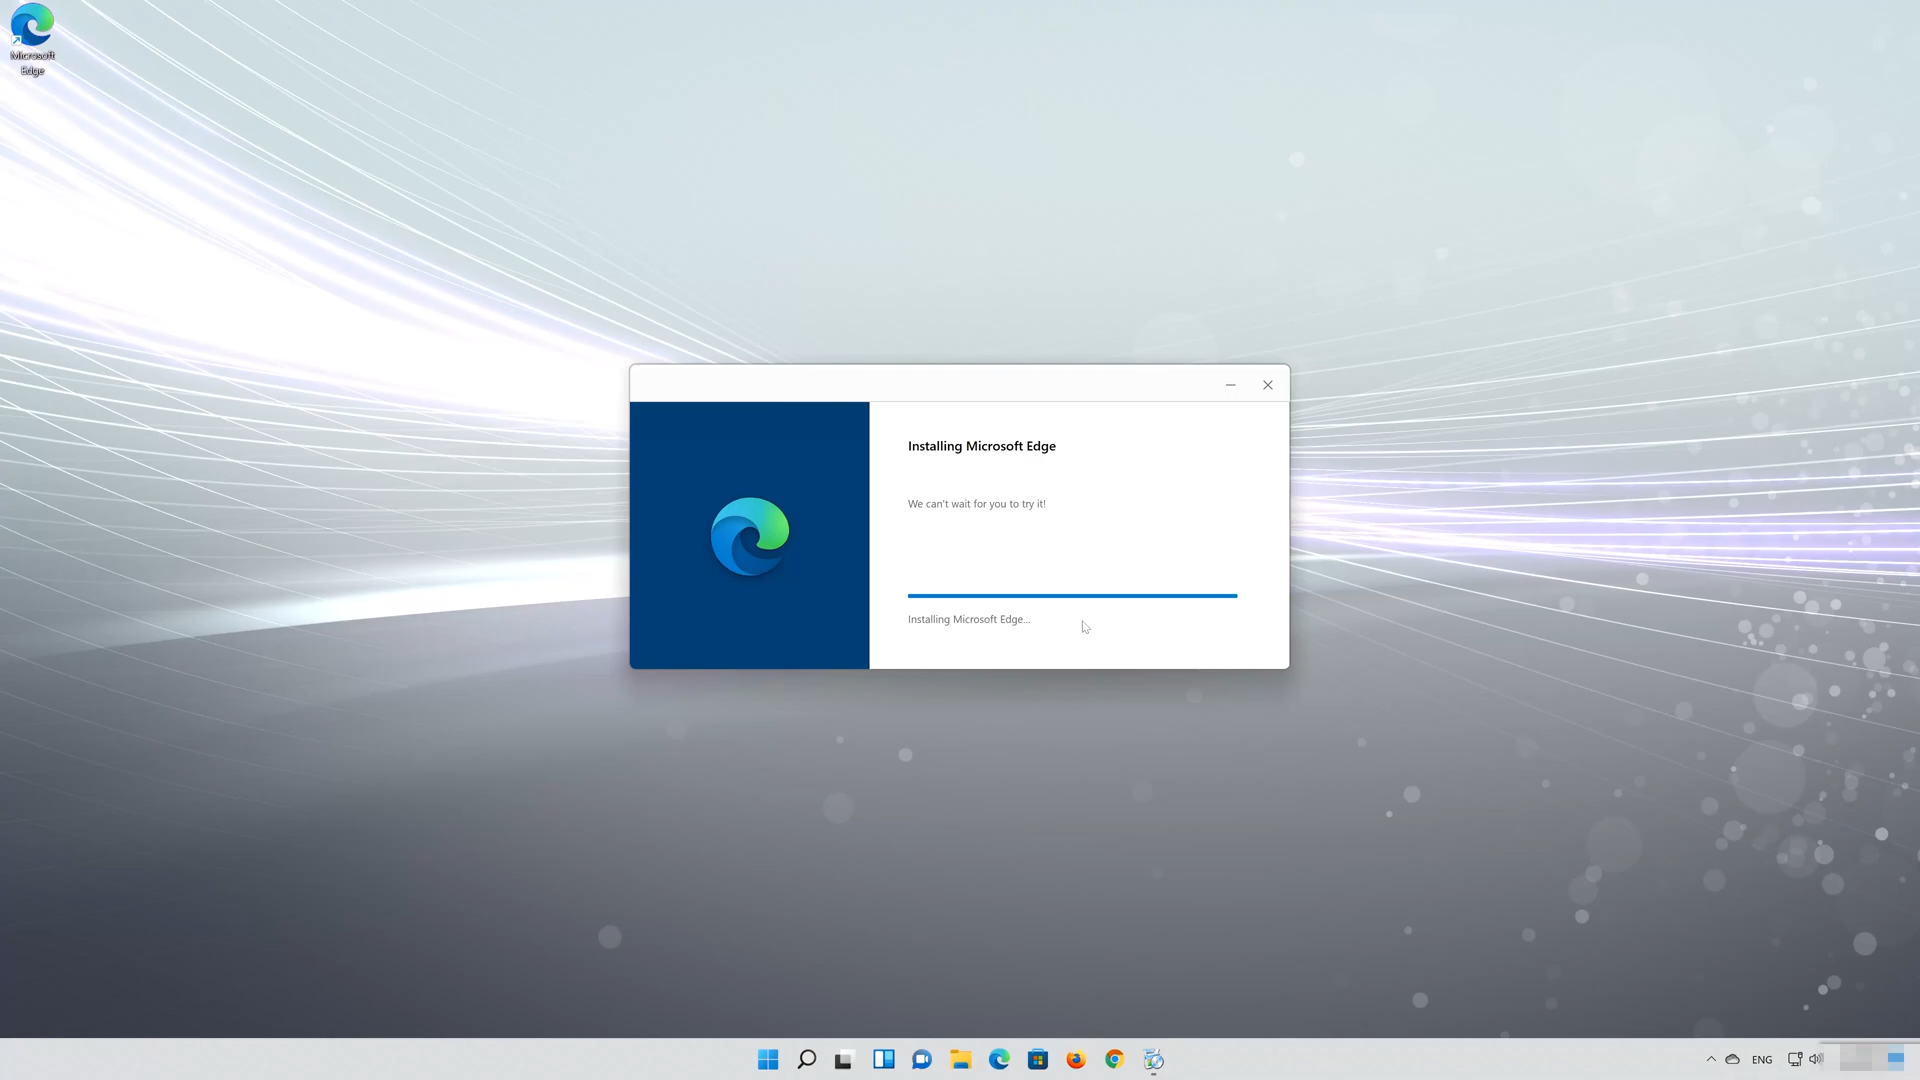 Microsoft
Edge
Installing Microsoft Edge
We can't wait for you to try it!
Installing Microsoft Edge...
ENG